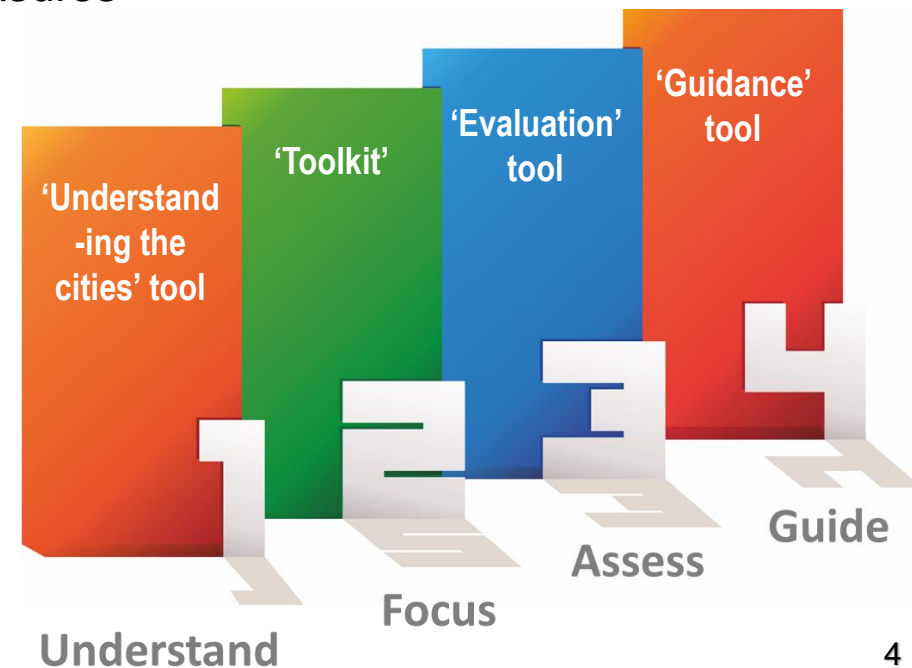 ‘Understand
-ing the
cities’ tool
‘Toolkit’
‘Evaluation’
tool
‘Guidance’
tool
1
2
3
4
Understand
Focus
Assess
Guide
4